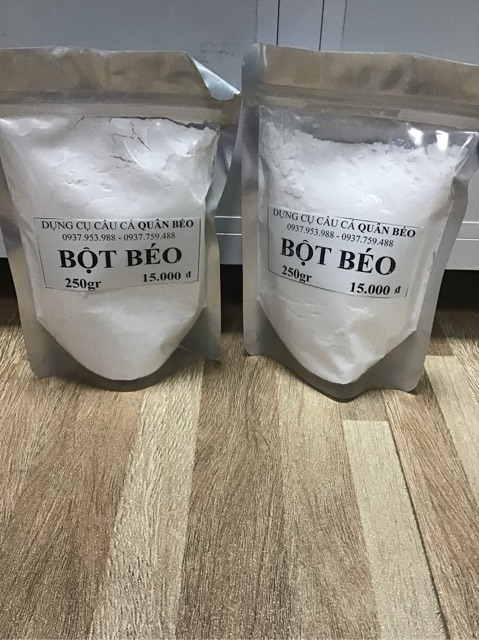 DỤNG CỤ CÂU CÁ QUÂN BÉO
0937.953.988 - 0937.759.488
BỘT BÉO
250gr 15.000 đ
DỤNG CỤ CÂU CÁ QUÂN BÉO
0937.953.988 - 0937.759.488
BỘT BÉO
250gr 15.000 đ